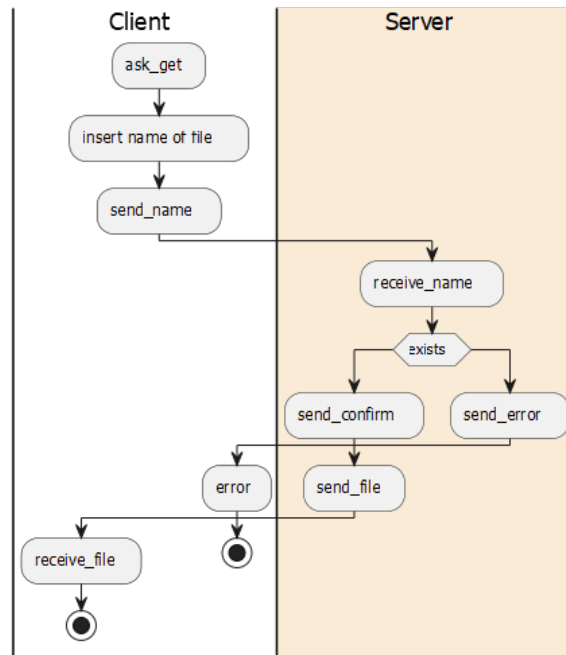 Client
Server
ask_get
insert name of file
send_name
receive_name
exists
send_confirm
send_error
error
send_file
receive_file